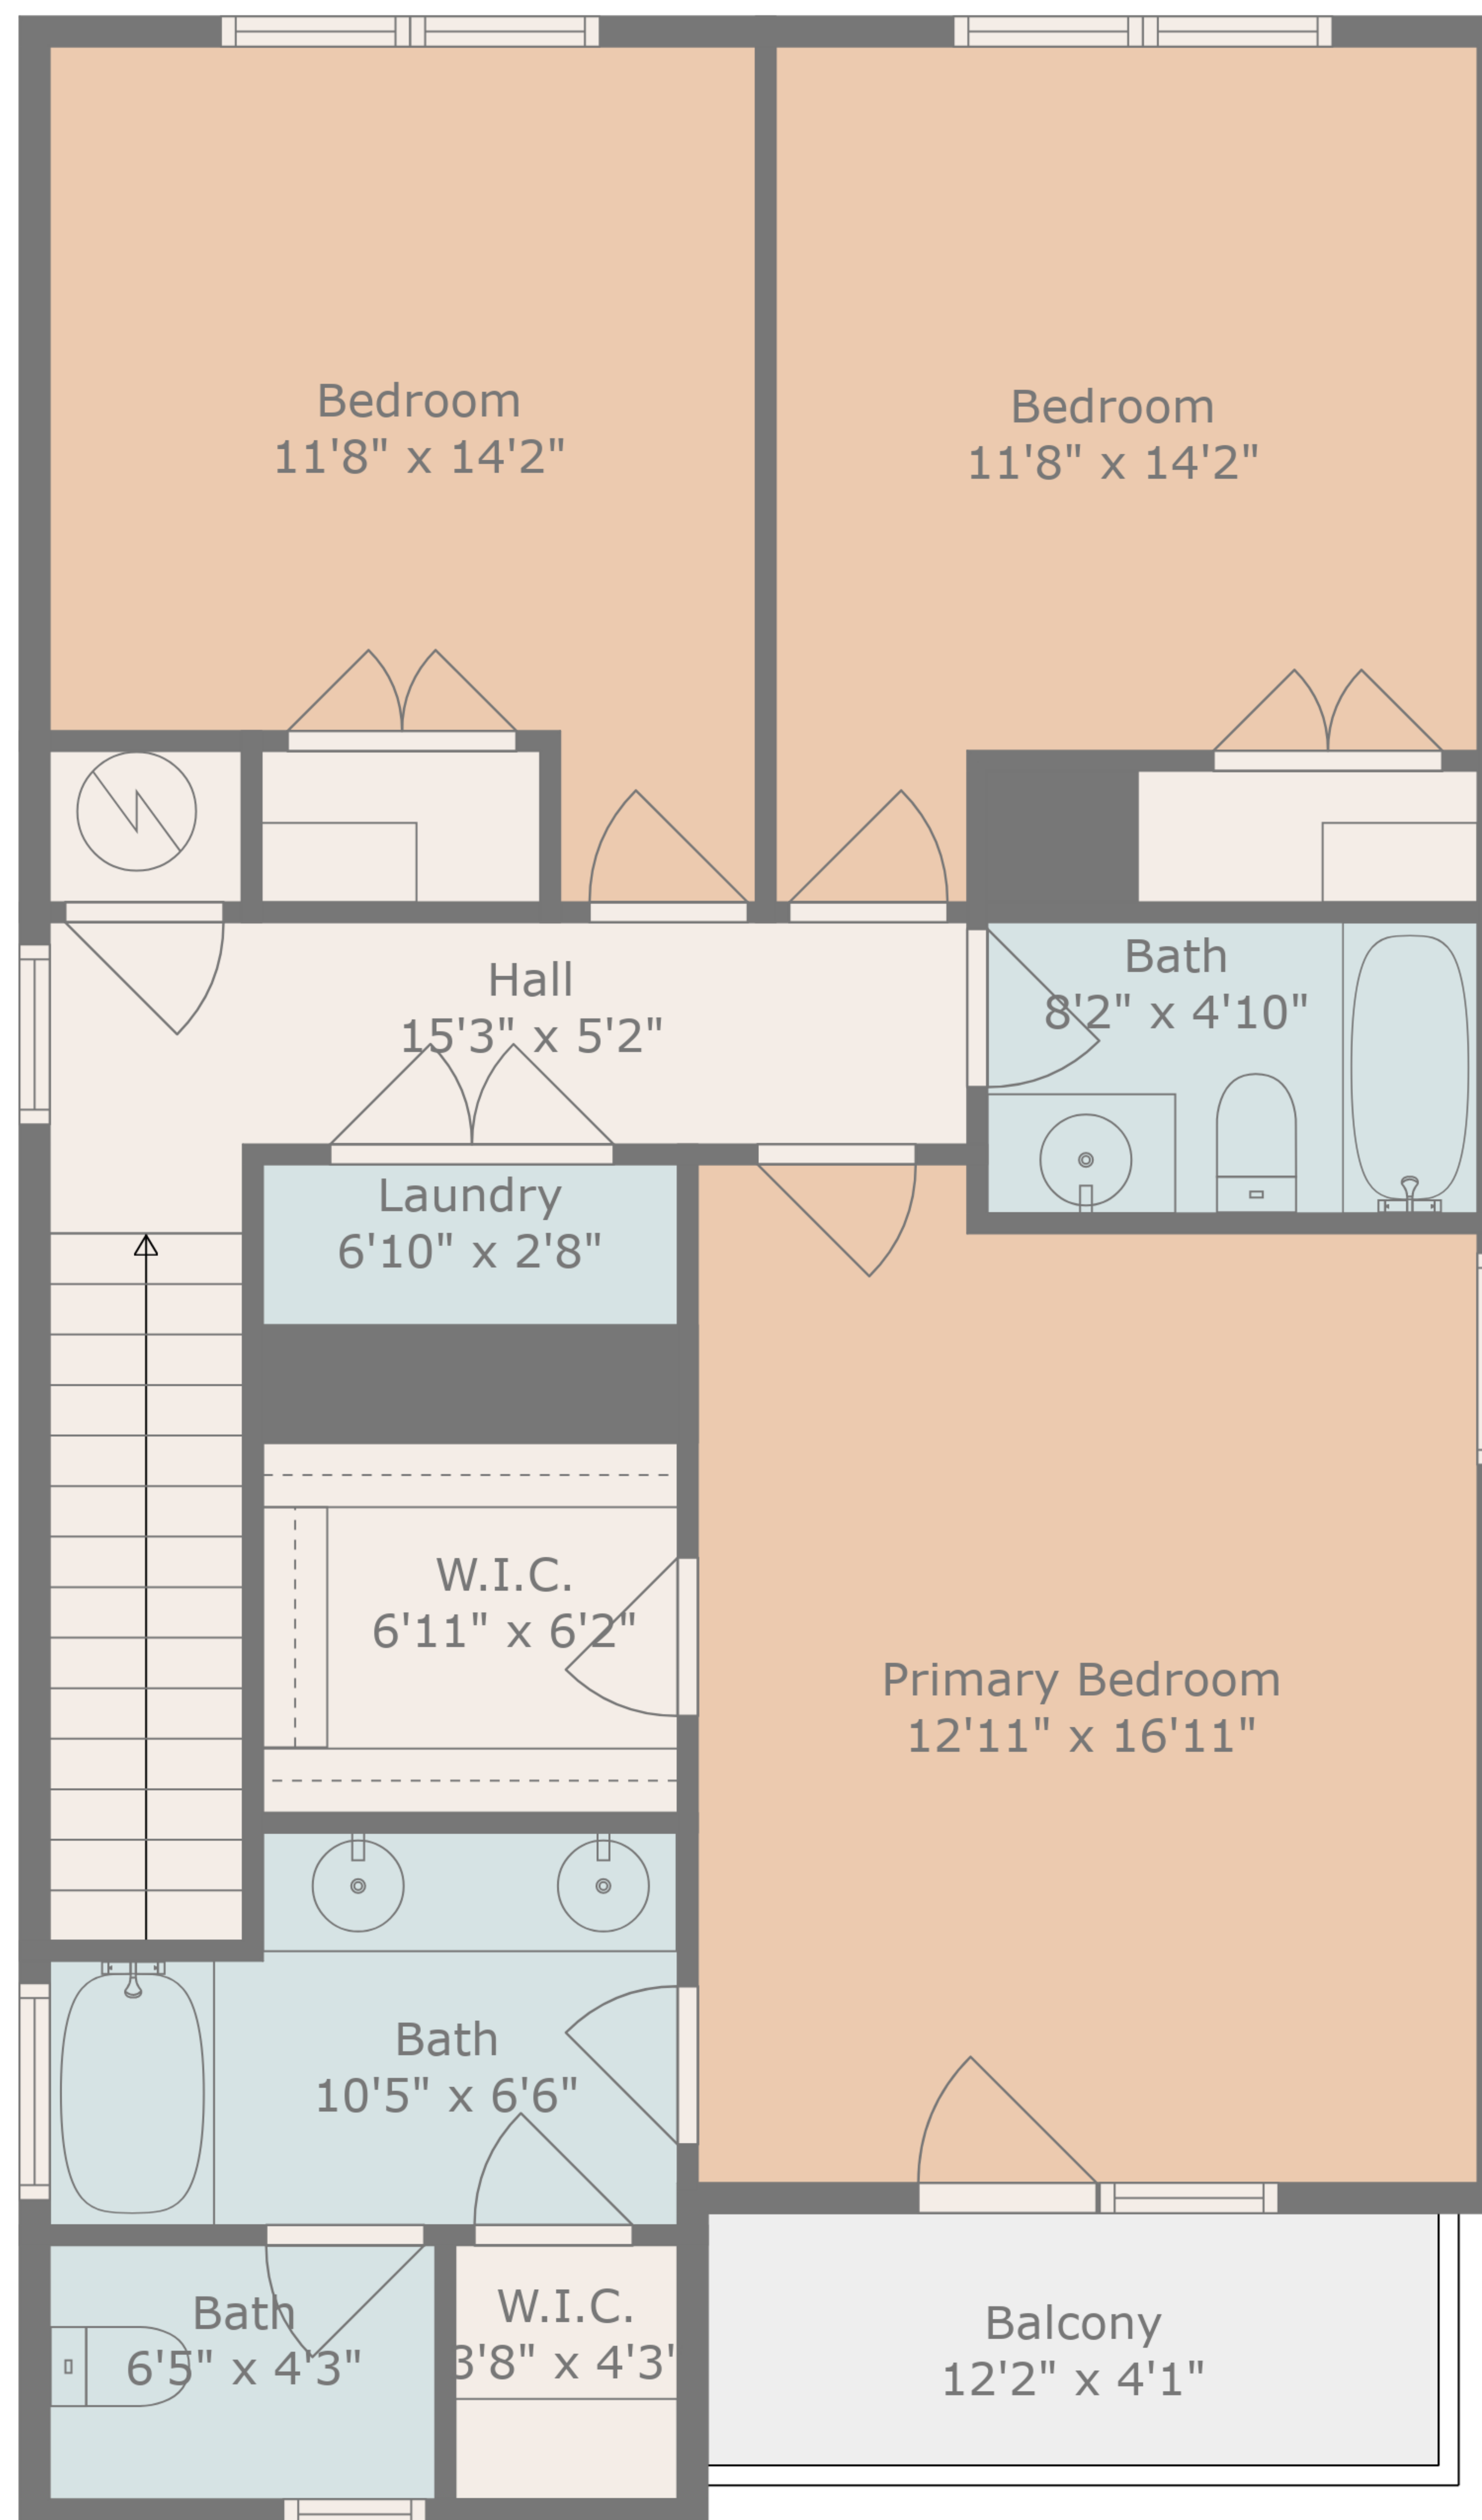 Bedroom
11'8" x 14'2"
Bedroom
11'8" x 14'2"
Hall
15'3" x 5'2"
Bath
8'2" x 4'10"
Laundry
6'10" x 2'8"
W.I.C.
6'11" x 6'2"
Primary Bedroom
12'11" x 16'11"
Bath
10'5" x 6'6"
Bath
6'5" x 4'3"
W.I.C.
3'8" x 4'3'
Balcony
12'2" x 4'1"